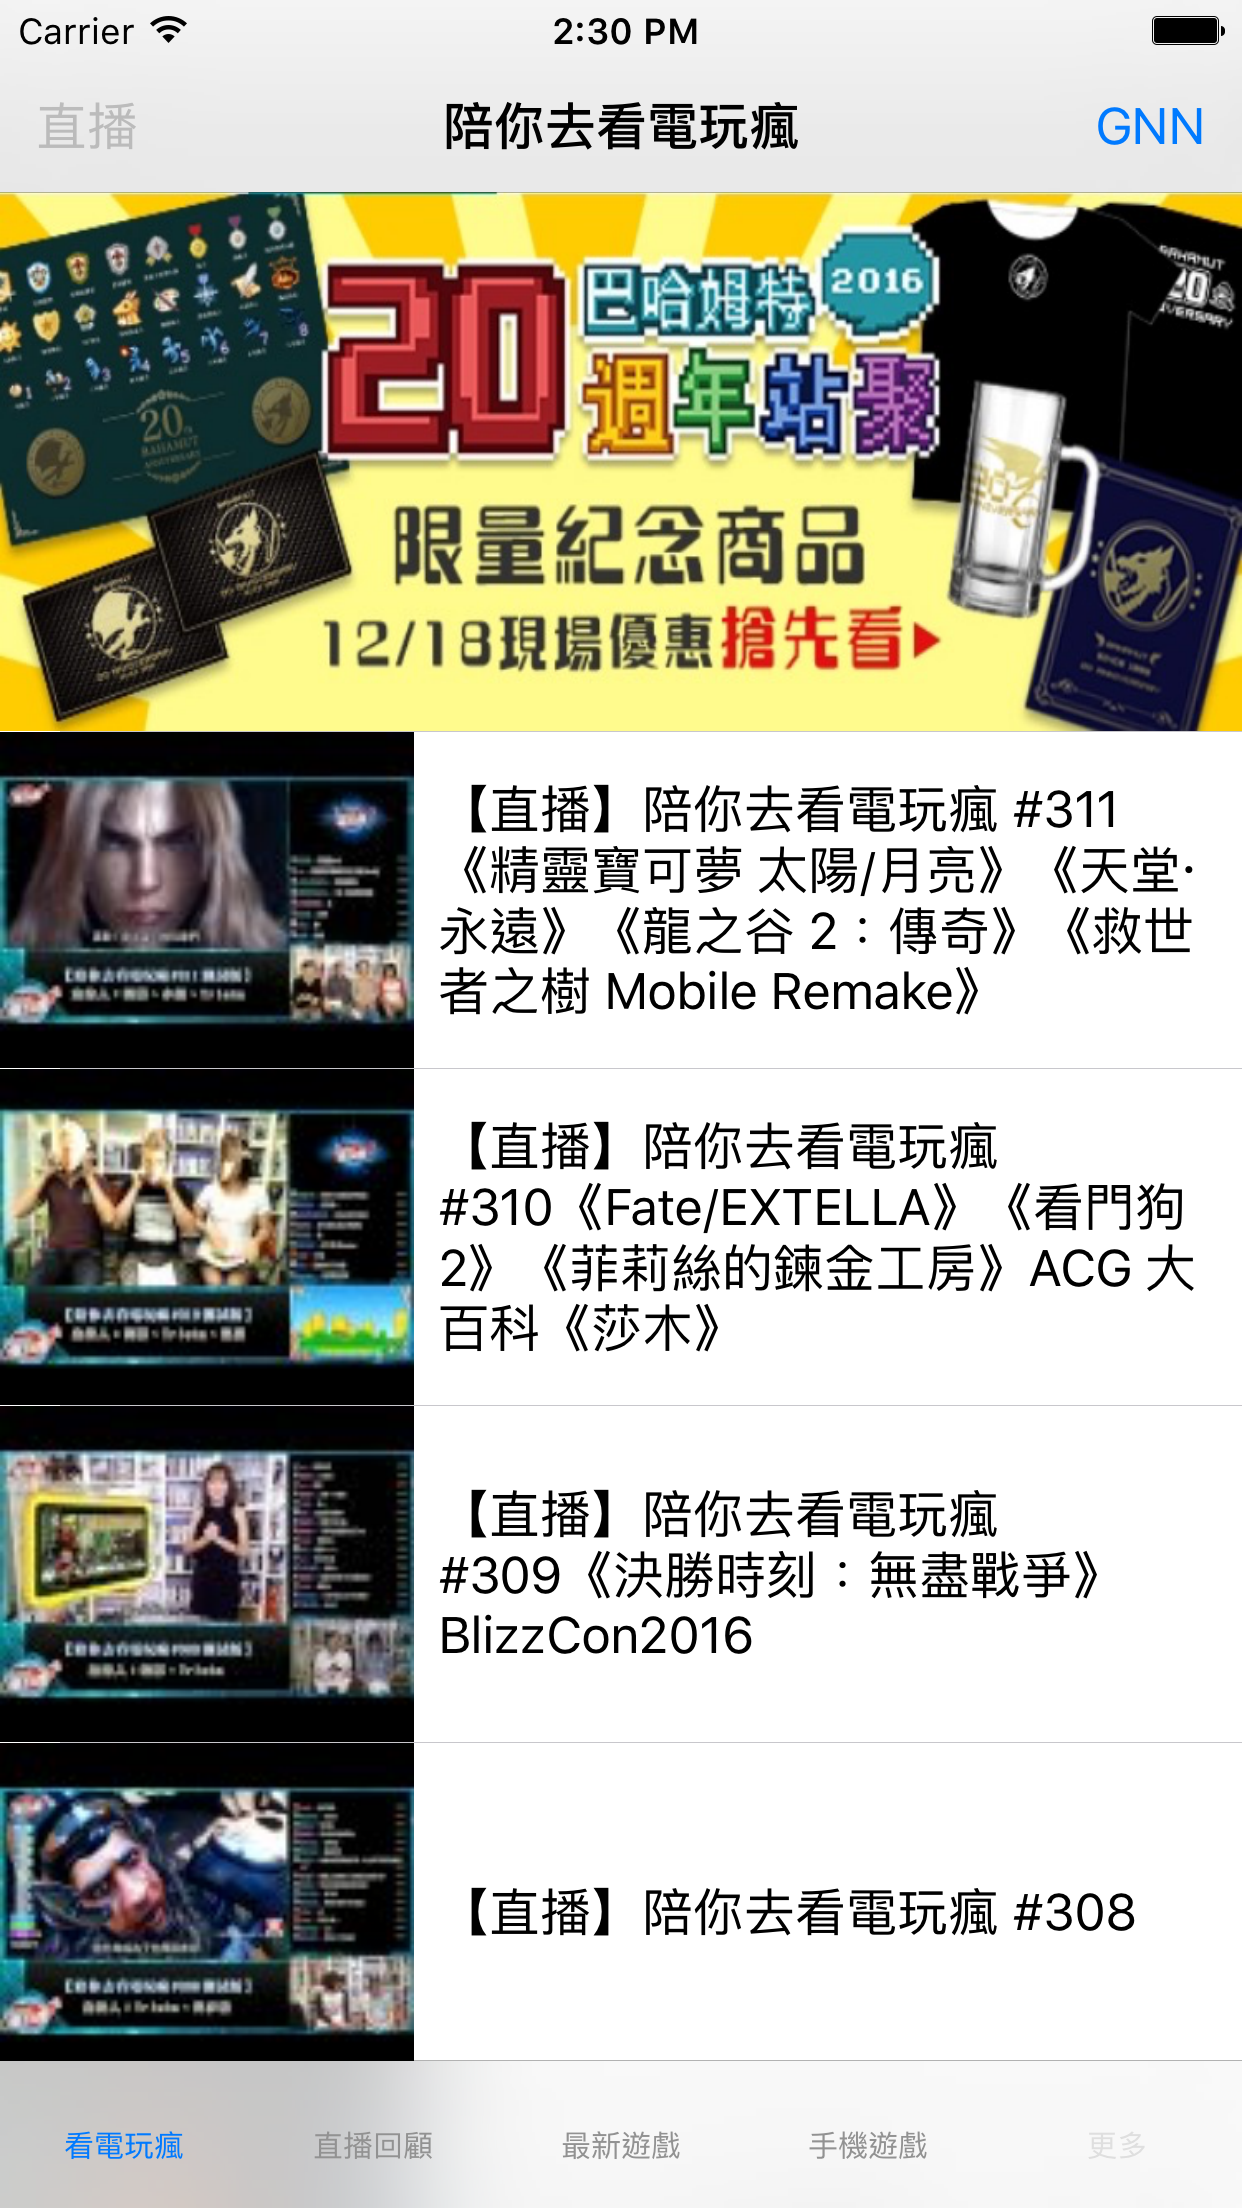 Carrier
2:30 PM
直播
陪你去看電玩瘋
GNN
20
巴哈姆特
2016
週年站聚
限量紀念商品
12/18現場優惠搶先看
20
BAHAMUT
ANNIVERSARY
【直播】陪你去看電玩瘋 #311
《精靈寶可夢 太陽/月亮》《天堂·
永遠》《龍之谷 2：傳奇》《救世
者之樹 Mobile Remake》
【直播】陪你去看電玩瘋
#310《Fate/EXTELLA》《看門狗
2》《菲莉絲的鍊金工房》ACG 大
百科《莎木》
【直播】陪你去看電玩瘋
#309《決勝時刻：無盡戰爭》
BlizzCon2016
【直播】陪你去看電玩瘋 #308
看電玩瘋
直播回顧
最新遊戲
手機遊戲
更多